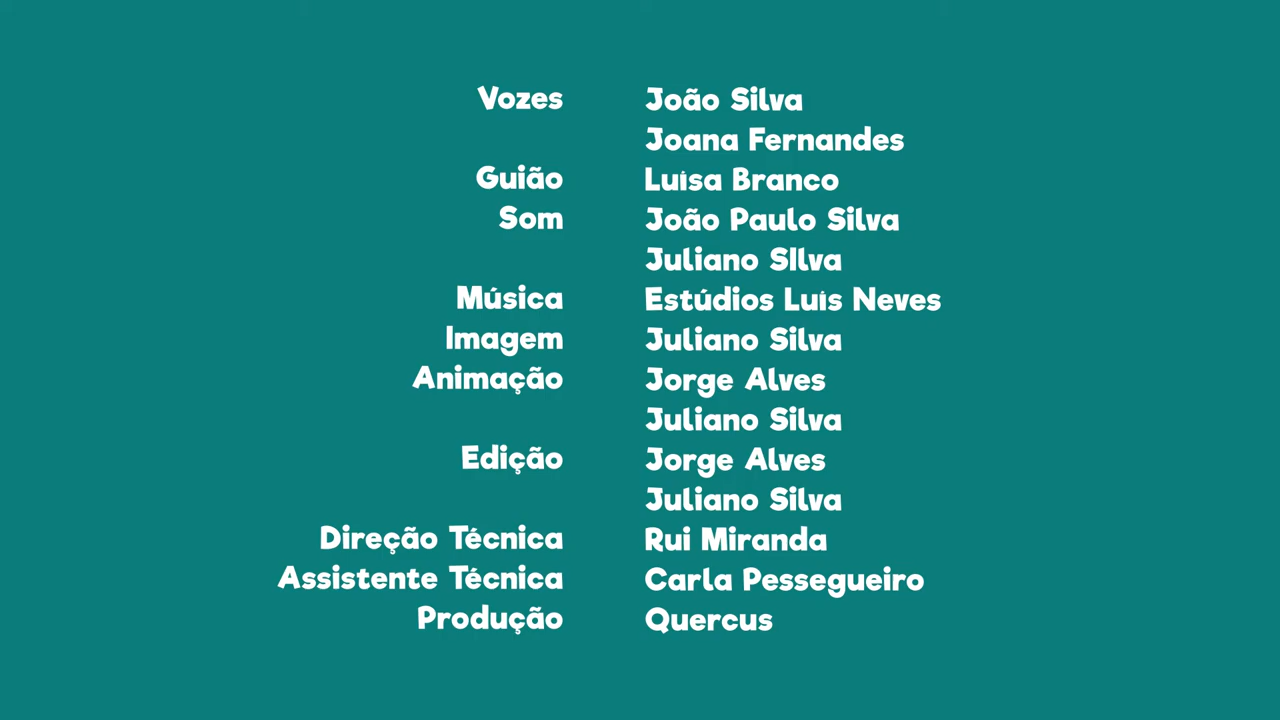 Vozes João Silva
Joana Fernandes
Guião Luísa Branco
Som João Paulo Silva
Juliano SIlva
Música Estúdios Luís Neves
Imagem Juliano Silva
Animação Jorge Alves
Juliano Silva
Edição Jorge Alves
Juliano Silva
Direção Técnica Rui Miranda
Assistente Técnica Carla Pessegueiro
Produção Quercus